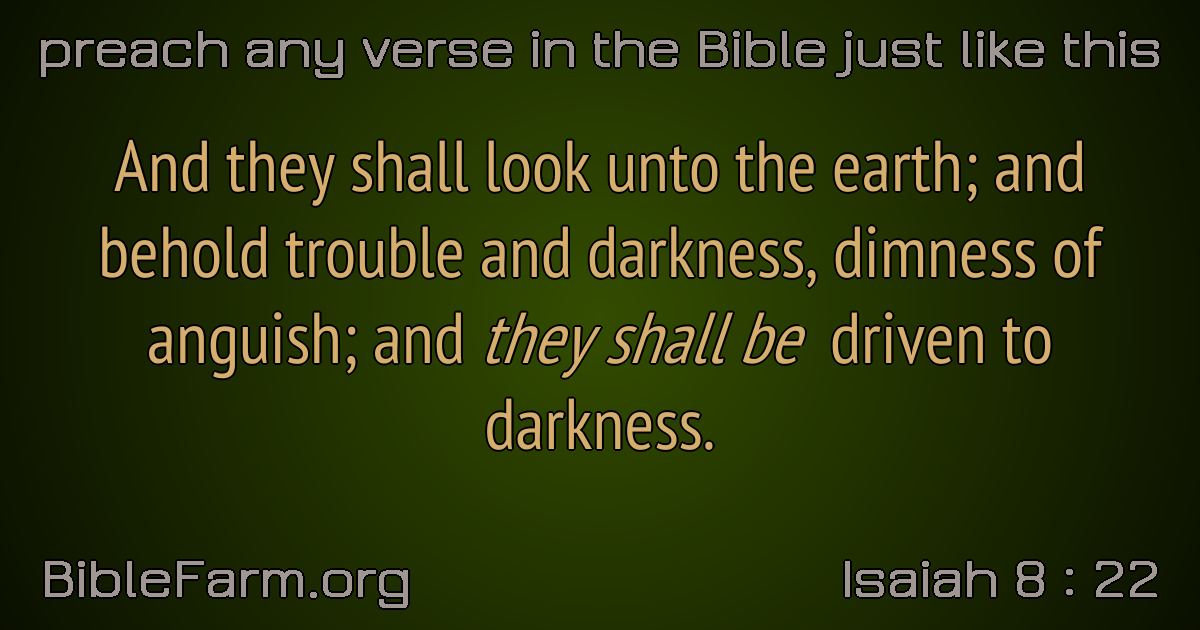 preach any verse in the Bible just like this
And they shall look unto the earth; and
behold trouble and darkness, dimness of
anguish; and they shall be driven to
darkness.
BibleFarm.org
Isaiah 8 : 22